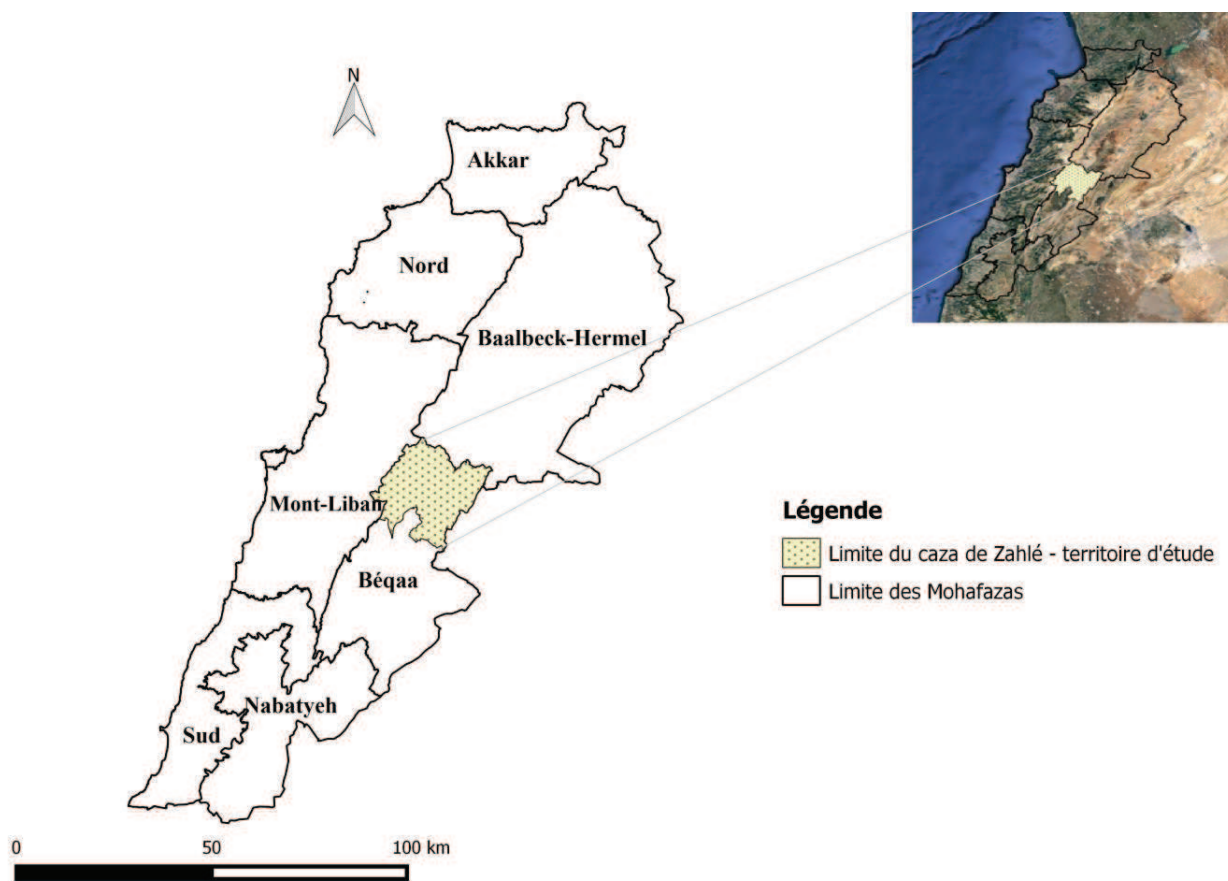 N
Akkar
Nord
Baalbeck-Hermel
Mont-Liban
Béqaa
Nabatyeh
Sud
Légende
Limite du caza de Zahlé - territoire d'étude
Limite des Mohafazas
0 50 100 km